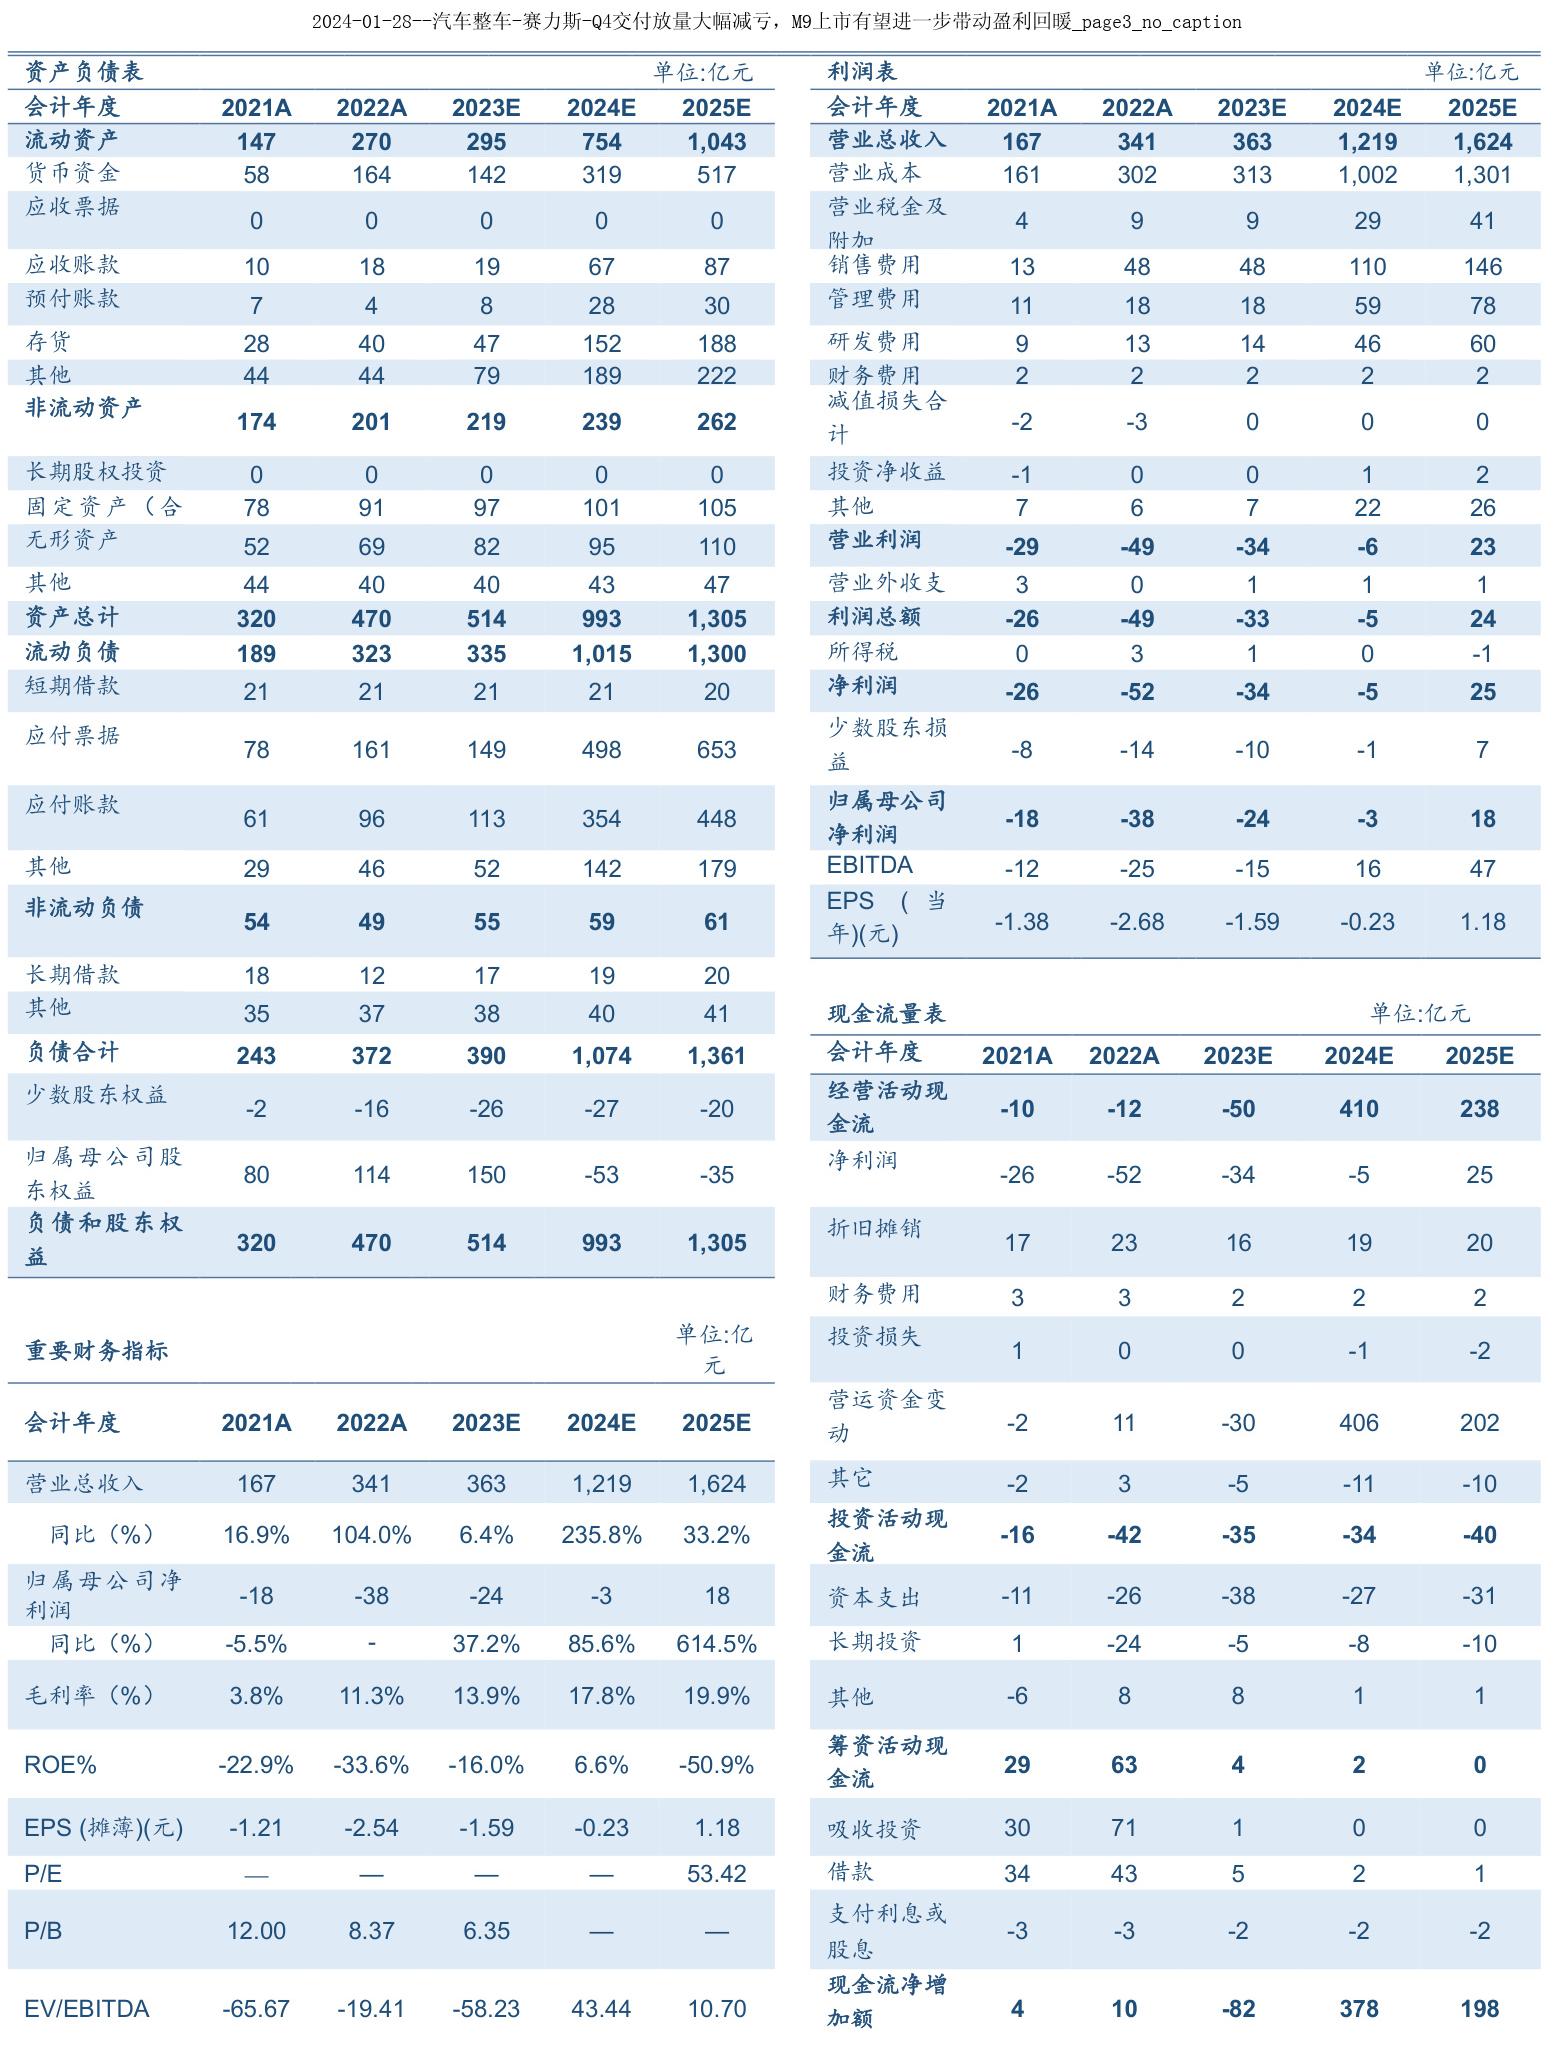 2024-01-28--汽车整车-赛力斯-Q4交付放量大幅减亏，M9上市有望进一步带动盈利回暖_page3_no_caption
资产负债表 单位:亿元
会计年度 2021A 2022A 2023E 2024E 2025E
流动资产 147 270 295 754 1,043
货币资金 58 164 142 319 517
应收票据 0 0 0 0 0
应收账款 10 18 19 67 87
预付账款 7 4 8 28 30
存货 28 40 47 152 188
其他 44 44 79 189 222
非流动资产 174 201 219 239 262
长期股权投资 0 0 0 0 0
固定资产（合 78 91 97 101 105
无形资产 52 69 82 95 110
其他 44 40 40 43 47
资产总计 320 470 514 993 1,305
流动负债 189 323 335 1,015 1,300
短期借款 21 21 21 21 20
应付票据 78 161 149 498 653
应付账款 61 96 113 354 448
其他 29 46 52 142 179
非流动负债 54 49 55 59 61
长期借款 18 12 17 19 20
其他 35 37 38 40 41
负债合计 243 372 390 1,074 1,361
少数股东权益 -2 -16 -26 -27 -20
归属母公司股
东权益 80 114 150 -53 -35
负债和股东权
益 320 470 514 993 1,305
重要财务指标 单位:亿
元
会计年度 2021A 2022A 2023E 2024E 2025E
营业总收入 167 341 363 1,219 1,624
同比（%） 16.9% 104.0% 6.4% 235.8% 33.2%
归属母公司净
利润 -18 -38 -24 -3 18
同比（%） -5.5% - 37.2% 85.6% 614.5%
毛利率（%） 3.8% 11.3% 13.9% 17.8% 19.9%
ROE% -22.9% -33.6% -16.0% 6.6% -50.9%
EPS (摊薄)(元) -1.21 -2.54 -1.59 -0.23 1.18
P/E — — — — 53.42
P/B 12.00 8.37 6.35 — —
EV/EBITDA -65.67 -19.41 -58.23 43.44 10.70
利润表 单位:亿元
会计年度 2021A 2022A 2023E 2024E 2025E
营业总收入 167 341 363 1,219 1,624
营业成本 161 302 313 1,002 1,301
营业税金及
附加 4 9 9 29 41
销售费用 13 48 48 110 146
管理费用 11 18 18 59 78
研发费用 9 13 14 46 60
财务费用 2 2 2 2 2
减值损失合
计 -2 -3 0 0 0
投资净收益 -1 0 0 1 2
其他 7 6 7 22 26
营业利润 -29 -49 -34 -6 23
营业外收支 3 0 1 1 1
利润总额 -26 -49 -33 -5 24
所得税 0 3 1 0 -1
净利润 -26 -52 -34 -5 25
少数股东损
益 -8 -14 -10 -1 7
归属母公司
净利润 -18 -38 -24 -3 18
EBITDA -12 -25 -15 16 47
EPS (当
年)(元) -1.38 -2.68 -1.59 -0.23 1.18
现金流量表 单位:亿元
会计年度 2021A 2022A 2023E 2024E 2025E
经营活动现
金流 -10 -12 -50 410 238
净利润 -26 -52 -34 -5 25
折旧摊销 17 23 16 19 20
财务费用 3 3 2 2 2
投资损失 1 0 0 -1 -2
营运资金变
动 -2 11 -30 406 202
其它 -2 3 -5 -11 -10
投资活动现
金流 -16 -42 -35 -34 -40
资本支出 -11 -26 -38 -27 -31
长期投资 1 -24 -5 -8 -10
其他 -6 8 8 1 1
筹资活动现
金流 29 63 4 2 0
吸收投资 30 71 1 0 0
借款 34 43 5 2 1
支付利息或
股息 -3 -3 -2 -2 -2
现金流净增
加额 4 10 -82 378 198